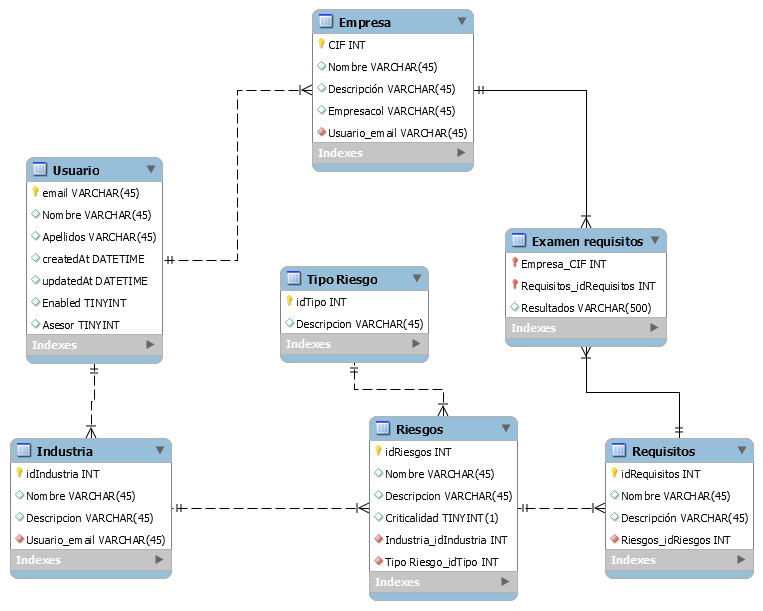 Empresa
CIF INT
Nombre VARCHAR(45)
Descripción VARCHAR(45)
Empresacol VARCHAR(45)
Usuario_email VARCHAR(45)
Indexes
Usuario
email VARCHAR(45)
Nombre VARCHAR(45)
Apellidos VARCHAR(45)
createdAt DATETIME
updatedAt DATETIME
Enabled TINYINT
Asesor TINYINT
Indexes
Examen requisitos
Empresa_CIF INT
Requisitos_idRequisitos INT
Resultados VARCHAR(500)
Indexes
Tipo Riesgo
idTipo INT
Descripcion VARCHAR(45)
Indexes
Industria
idIndustria INT
Nombre VARCHAR(45)
Descripcion VARCHAR(45)
Usuario_email VARCHAR(45)
Indexes
Riesgos
idRiesgos INT
Nombre VARCHAR(45)
Descripcion VARCHAR(45)
Criticalidad TINYINT(1)
Industria_idIndustria INT
Tipo Riesgo_idTipo INT
Indexes
Requisitos
idRequisitos INT
Nombre VARCHAR(45)
Descripción VARCHAR(45)
Riesgos_idRiesgos INT
Indexes